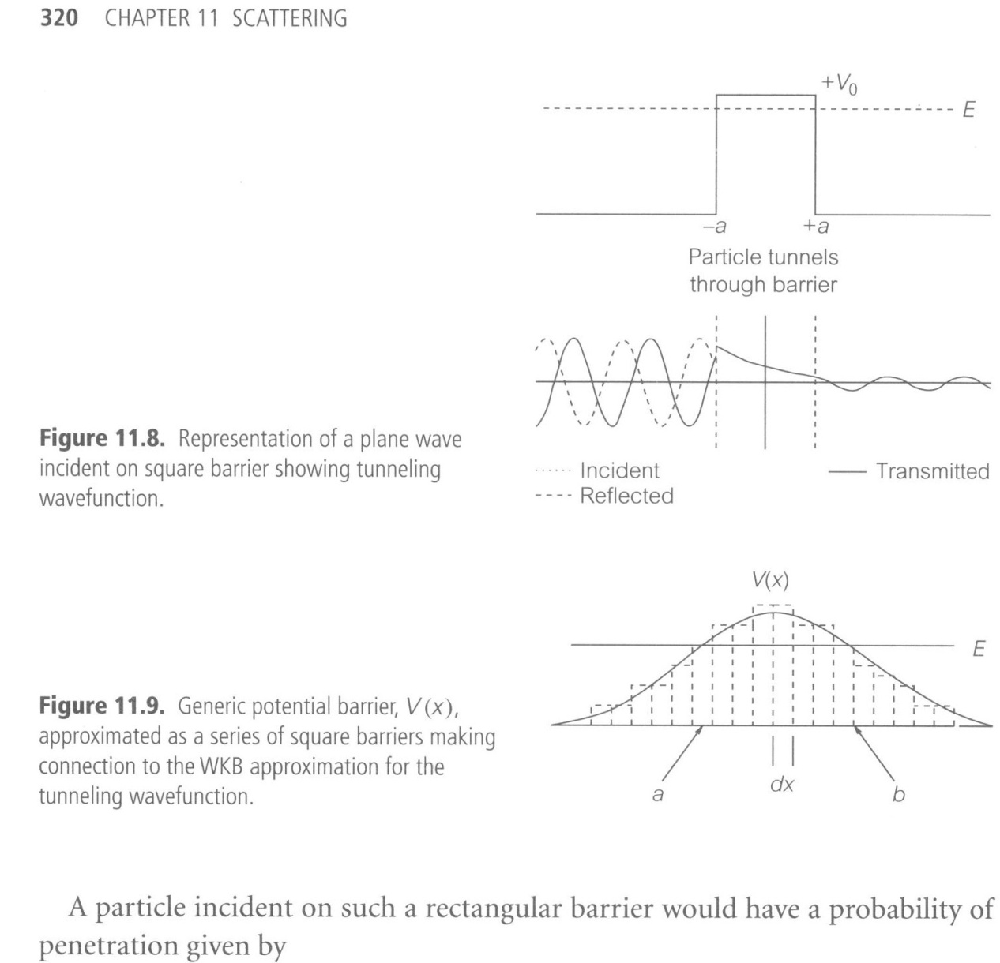 320 CHAPTER 11 SCATTERING
+V₀
E
–a
+a
Particle tunnels
through barrier
Figure 11.8. Representation of a plane wave
incident on square barrier showing tunneling
wavefunction.
...... Incident
---- Reflected
—— Transmitted
V(x)
E
Figure 11.9. Generic potential barrier, V(x),
approximated as a series of square barriers making
connection to the WKB approximation for the
tunneling wavefunction.
a
dx
b
A particle incident on such a rectangular barrier would have a probability of
penetration given by